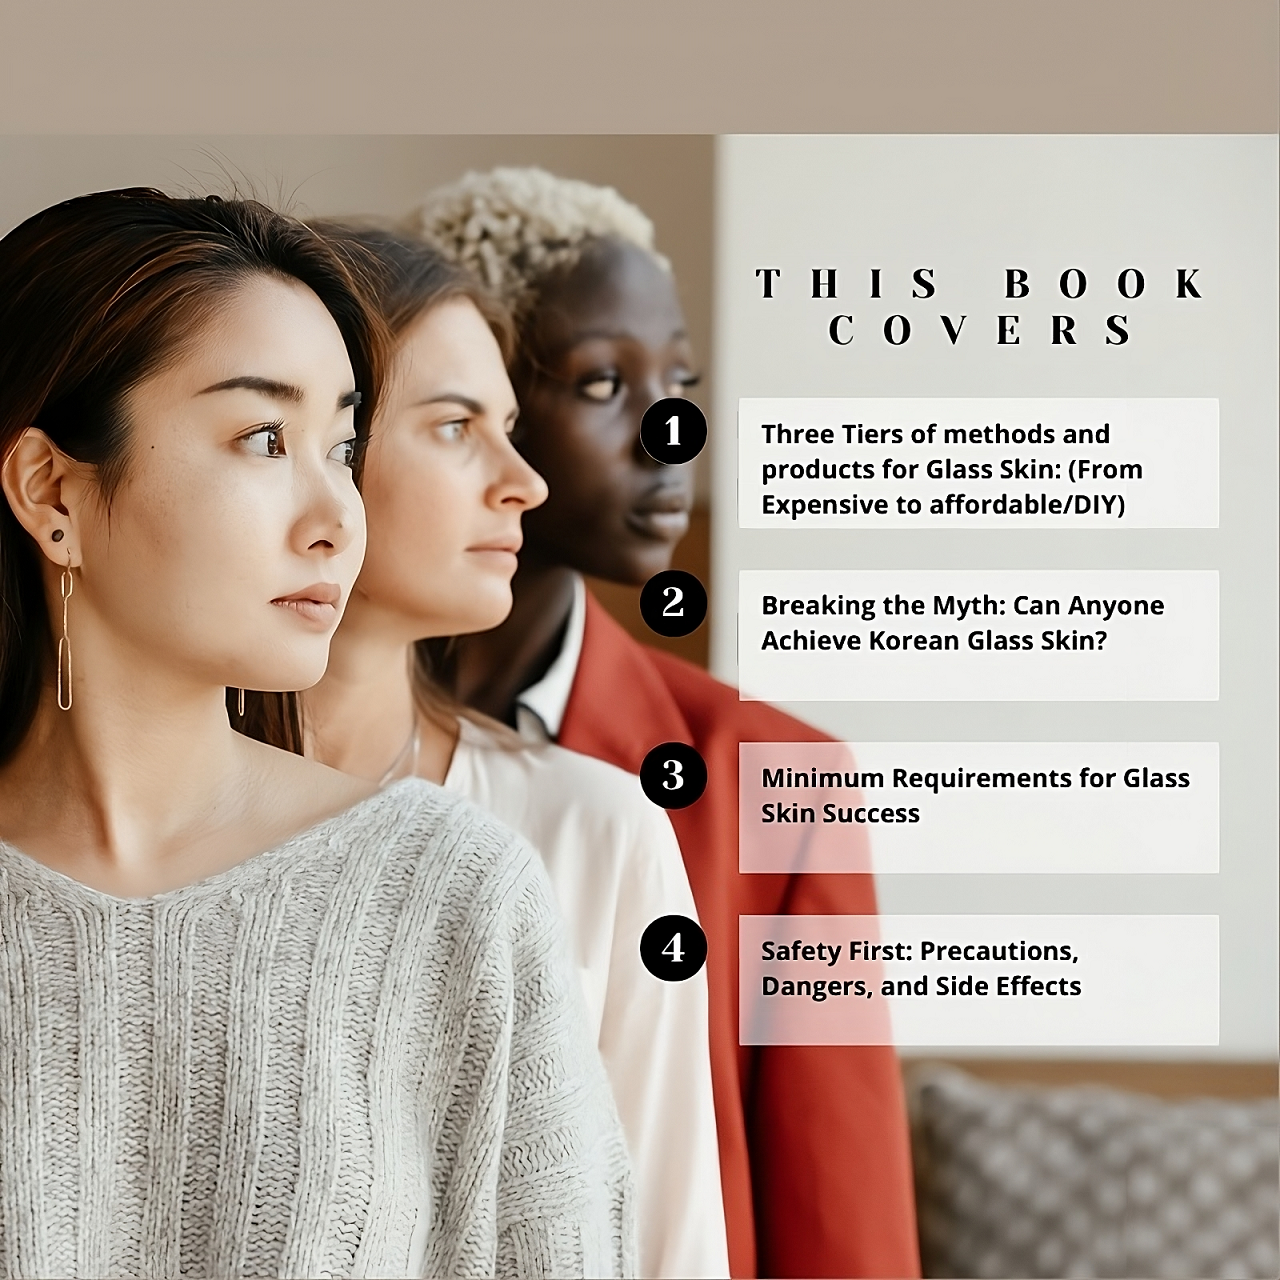 THIS BOOK
COVERS
1
Three Tiers of methods and
products for Glass Skin: (From
Expensive to affordable/DIY)
2
Breaking the Myth: Can Anyone
Achieve Korean Glass Skin?
3
Minimum Requirements for Glass
Skin Success
4
Safety First: Precautions,
Dangers, and Side Effects